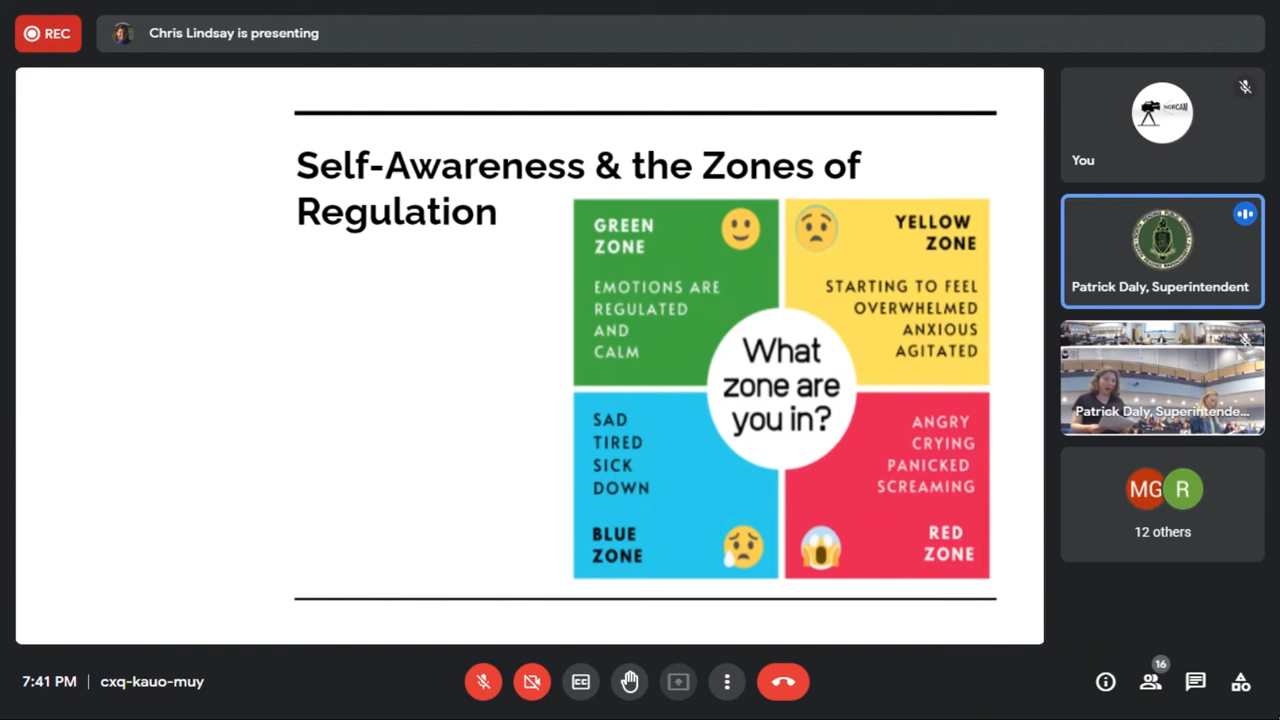 REC
Chris Lindsay is presenting
Self-Awareness & the Zones of
Regulation
GREEN
ZONE
EMOTIONS ARE
REGULATED
AND
CALM
YELLOW
ZONE
STARTING TO FEEL
OVERWHELMED
ANXIOUS
AGITATED
What
zone are
you in?
SAD
TIRED
SICK
DOWN
BLUE
ZONE
ANGRY
CRYING
PANICKED
SCREAMING
RED
ZONE
NORCAM
You
Patrick Daly, Superintendent
Patrick Daly, Superintende...
MG
R
12 others
7:41 PM | cxq-kauo-muy
CC
16